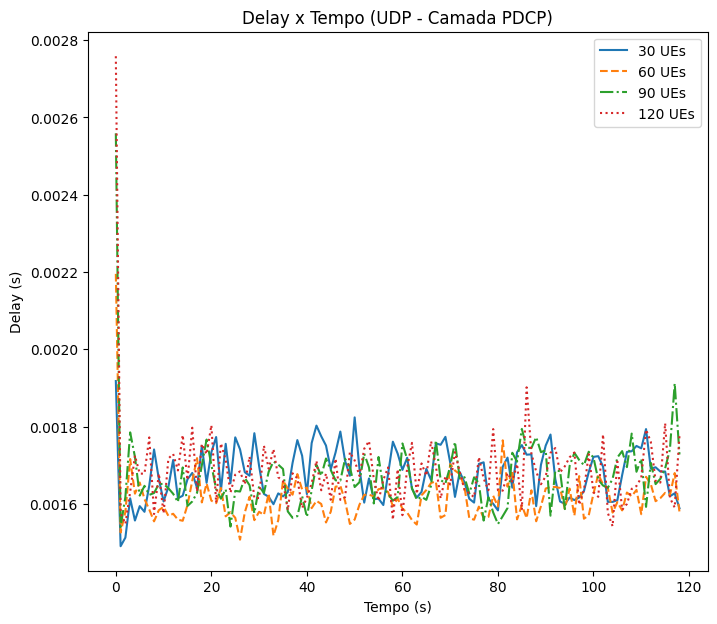 Delay x Tempo (UDP - Camada PDCP)
30 UEs
60 UEs
90 UEs
120 UEs
Delay (s)
0.0028
0.0026
0.0024
0.0022
0.0020
0.0018
0.0016
0 20 40 60 80 100 120
Tempo (s)